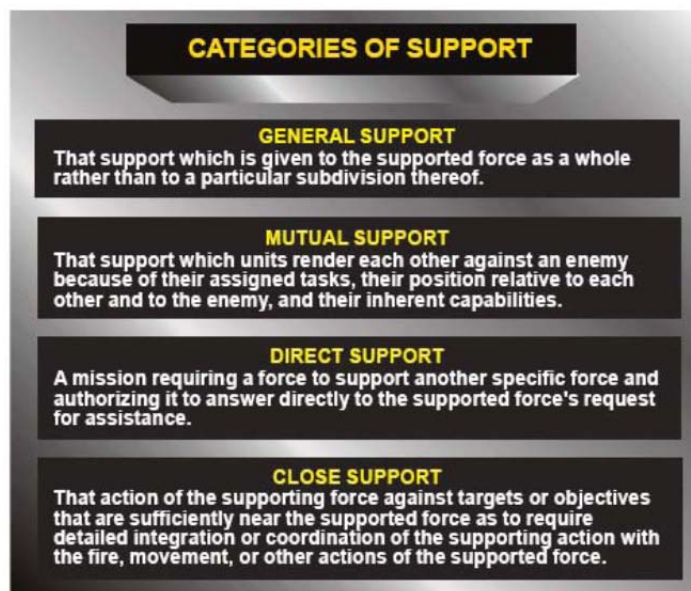 CATEGORIES OF SUPPORT
GENERAL SUPPORT
That support which is given to the supported force as a whole
rather than to a particular subdivision thereof.
MUTUAL SUPPORT
That support which units render each other against an enemy
because of their assigned tasks, their position relative to each
other and to the enemy, and their inherent capabilities.
DIRECT SUPPORT
A mission requiring a force to support another specific force and
authorizing it to answer directly to the supported force's request
for assistance.
CLOSE SUPPORT
That action of the supporting force against targets or objectives
that are sufficiently near the supported force as to require
detailed integration or coordination of the supporting action with
the fire, movement, or other actions of the supported force.